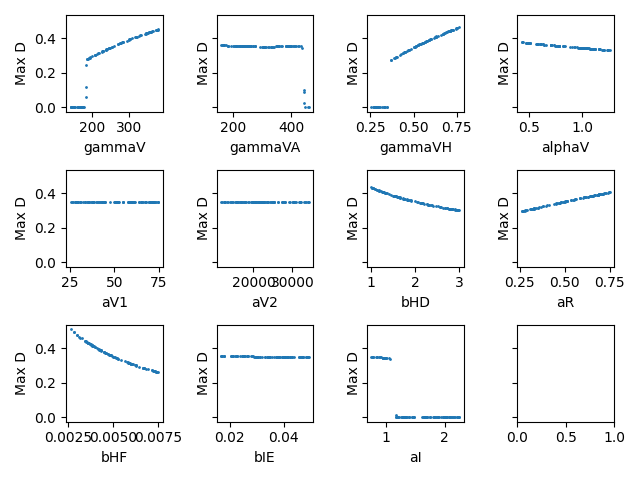 Max D 0.4 0.2 0.0 200 300 gammaV
Max D 200 400 gammaVA
Max D 0.25 0.50 0.75 gammaVH
Max D 0.5 1.0 alphaV
Max D 0.4 0.2 0.0 25 50 75 aV1
Max D 20000 30000 aV2
Max D 1 2 3 bHD
Max D 0.25 0.50 0.75 aR
Max D 0.4 0.2 0.0 0.0025 0.0050 0.0075 bHF
Max D 0.02 0.04 bIE
Max D 1 2 aI
0.0 0.5 1.0